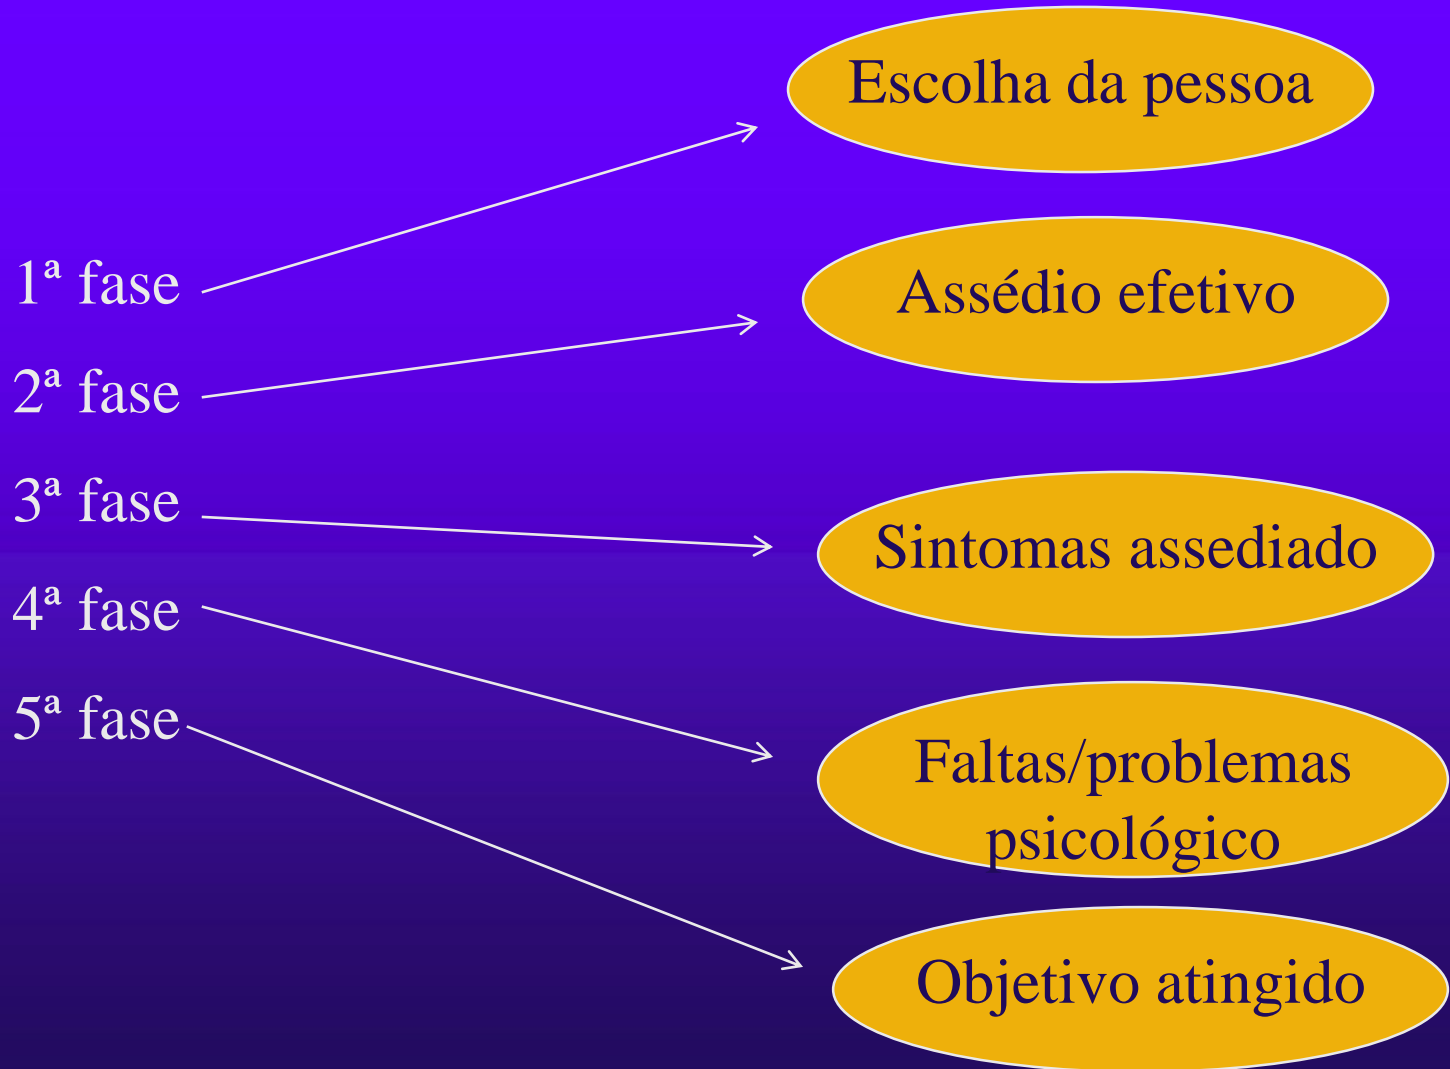 1ª fase
2ª fase
3ª fase
4ª fase
5ª fase
Escolha da pessoa
Assédio efetivo
Sintomas assediado
Faltas/problemas
psicológico
Objetivo atingido